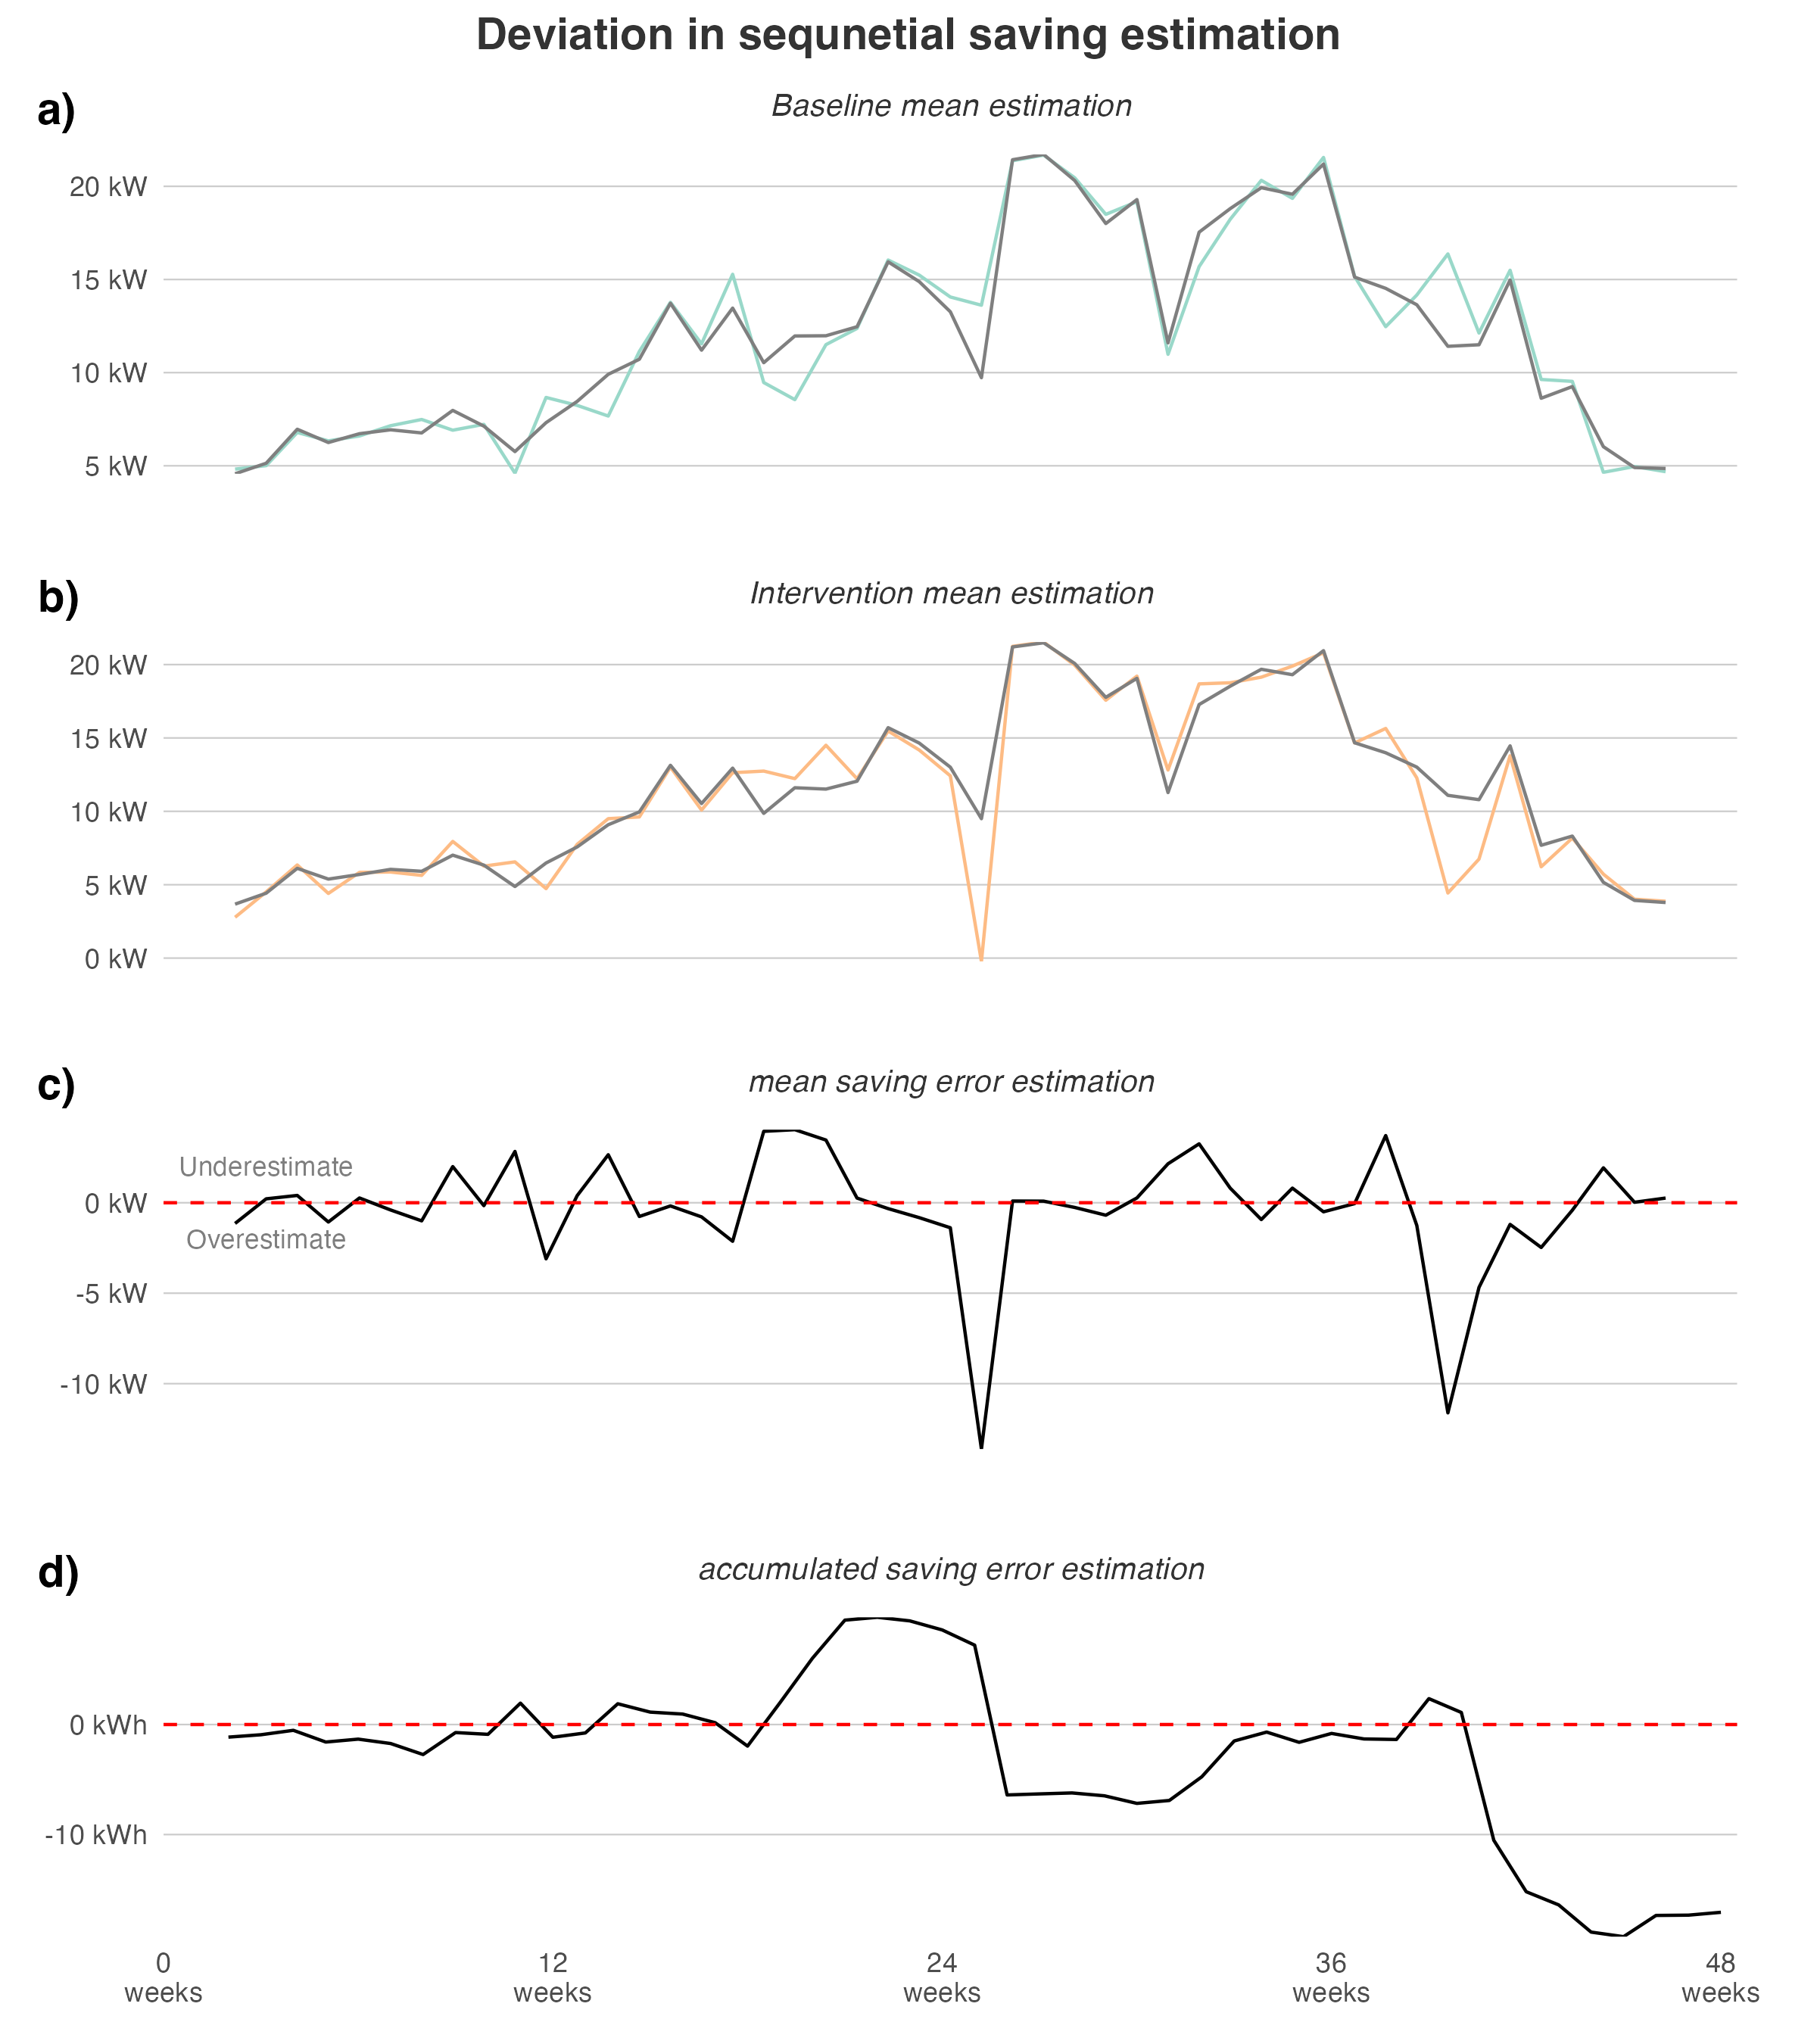 Deviation in sequnetial saving estimation
a)
Baseline mean estimation
20 kW
15 kW
10 kW
5 kW
b)
Intervention mean estimation
20 kW
15 kW
10 kW
5 kW
0 kW
c)
mean saving error estimation
Underestimate
0 kW
Overestimate
-5 kW
-10 kW
d)
accumulated saving error estimation
0 kWh
-10 kWh
0 12 24 36 48
weeks weeks weeks weeks weeks